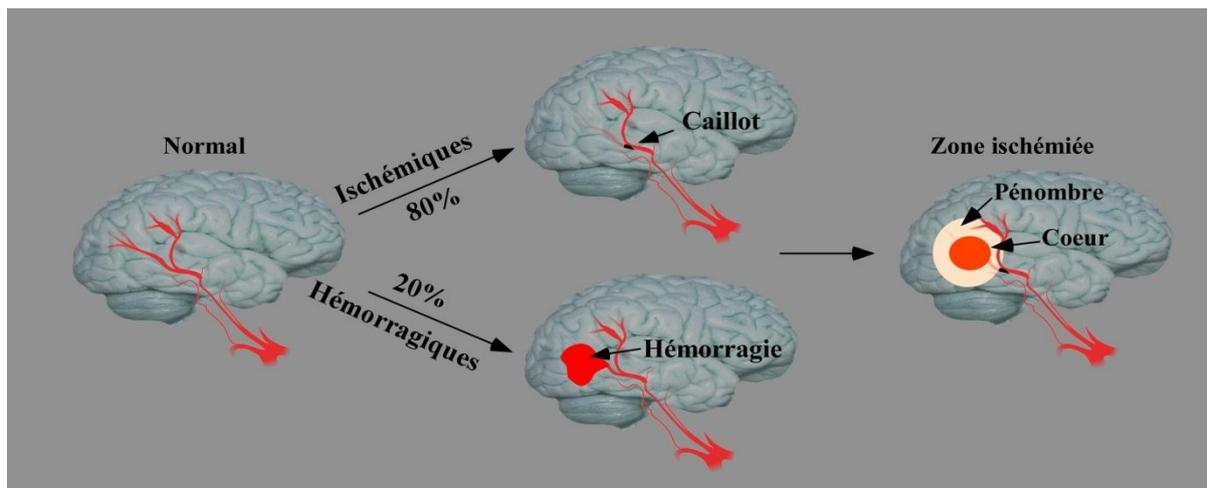 Normal
Ischémiques
80%
Caillot
20%
Hémorragiques
Hémorragie
Zone ischémiée
Pénombre
Coeur